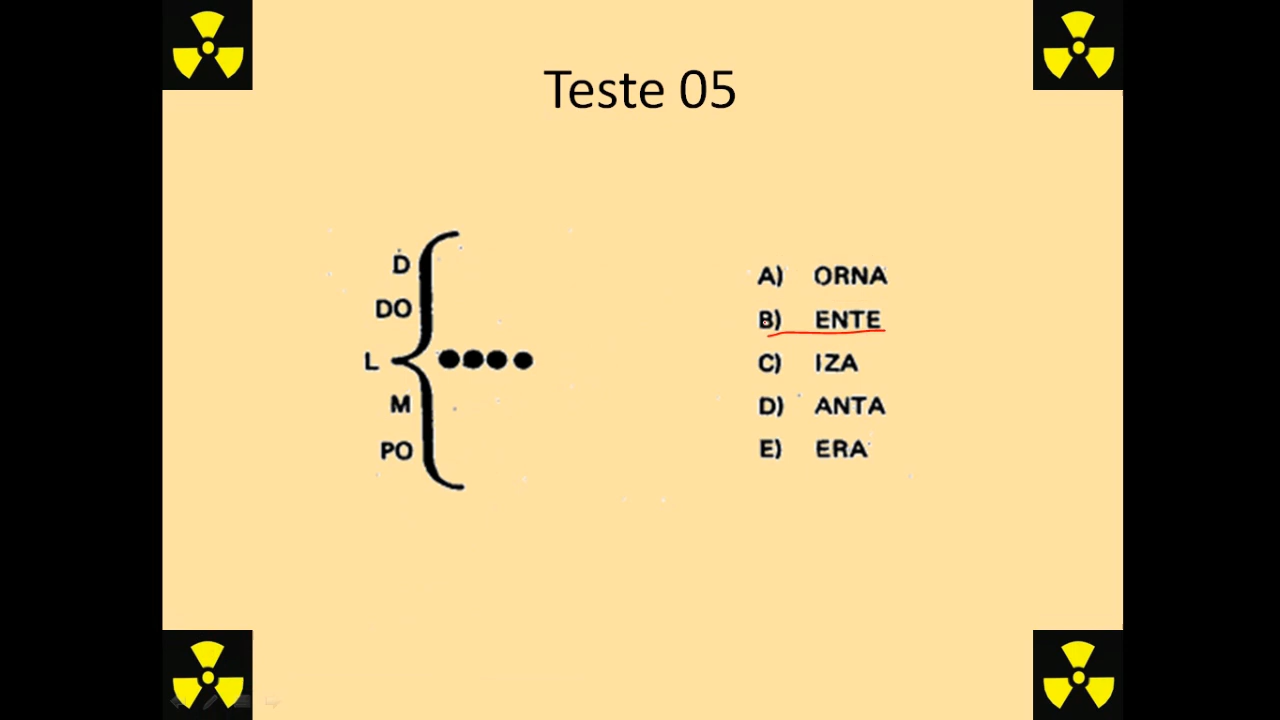 Teste 05
D
DO
L
M
PO
A) ORNA
B) ENTE
C) IZA
D) ANTA
E) ERA